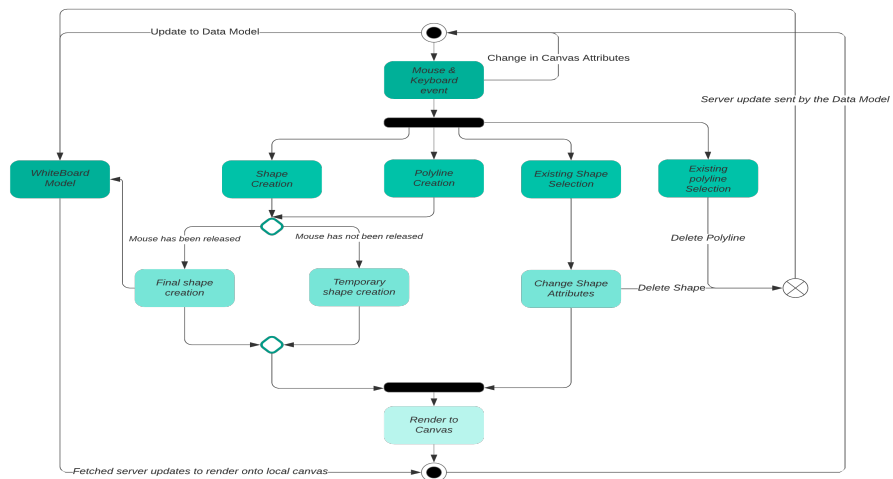 Update to Data Model
Change in Canvas Attributes
Mouse &
Keyboard
event
Server update sent by the Data Model
WhiteBoard
Model
Shape
Creation
Polyline
Creation
Existing Shape
Selection
Existing
polyline
Selection
Mouse has been released
Mouse has not been released
Delete Polyline
Final shape
creation
Temporary
shape creation
Change Shape
Attributes
Delete Shape
Render to
Canvas
Fetched server updates to render onto local canvas